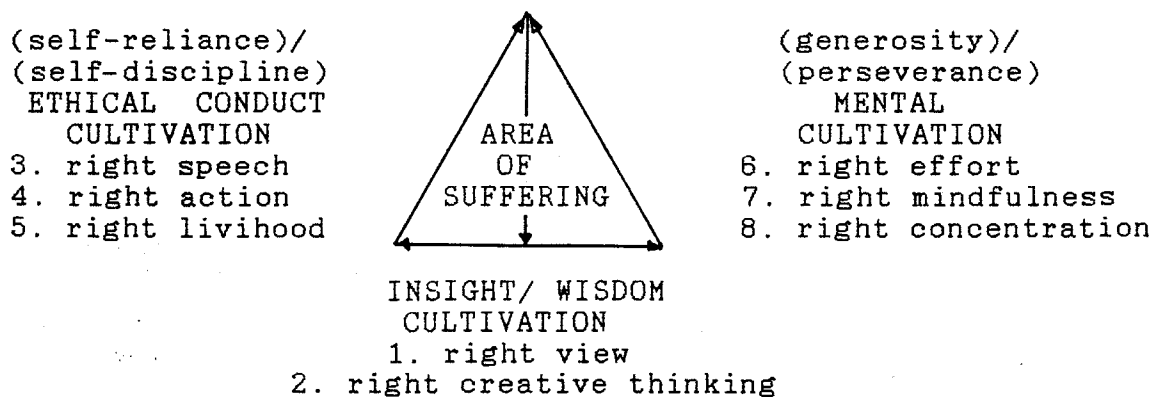 (self-reliance)/
(self-discipline)
ETHICAL CONDUCT
CULTIVATION
3. right speech
4. right action
5. right livihood
AREA
OF
SUFFERING
(generosity)/
(perseverance)
MENTAL
CULTIVATION
6. right effort
7. right mindfulness
8. right concentration
INSIGHT/ WISDOM
CULTIVATION
1. right view
2. right creative thinking